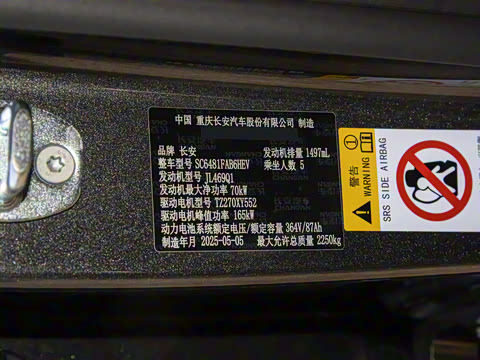 中国 重庆长安汽车股份有限公司 制造
品牌 长安 发动机排量 1497mL
整车型号 SC6481FAB6HEV 乘坐人数 5
发动机型号 JL469Q1
发动机最大净功率 70kW
驱动电机型号 TZ270XY552
驱动电机峰值功率 165kW
动力电池系统额定电压/额定容量 364V/87Ah
制造年月 2025-05-05 最大允许总质量 2250kg
警告
WARNING
SRS SIDE AIRBAG